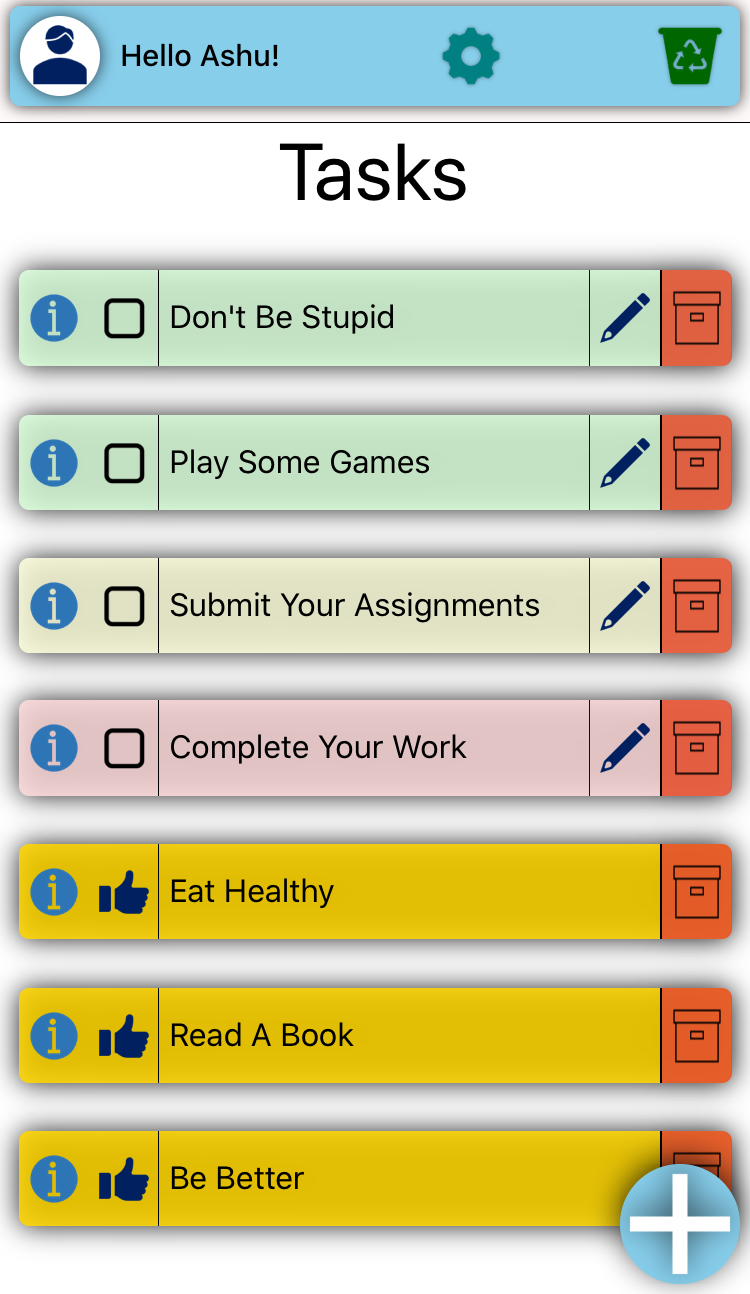 Hello Ashu!
Tasks
Don't Be Stupid
Play Some Games
Submit Your Assignments
Complete Your Work
Eat Healthy
Read A Book
Be Better